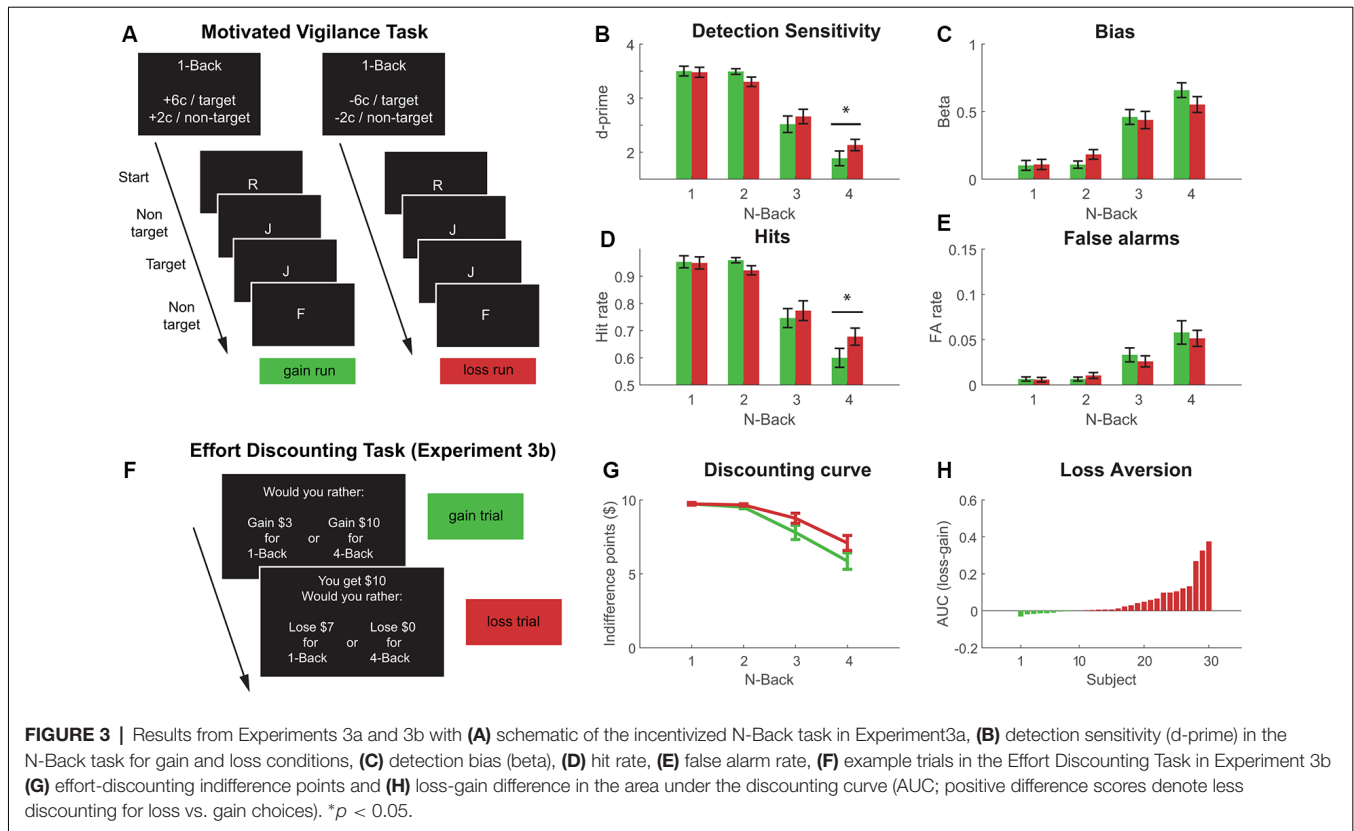 A
Motivated Vigilance Task
1-Back
+6c / target
+2c / non-target
1-Back
-6c / target
-2c / non-target
Start
Non
target
Target
Non
target
R
J
J
F
R
J
J
F
gain run
loss run
B
Detection Sensitivity
d-prime
4
3
2
*
1 2 3 4
N-Back
C
Bias
Beta
1
0.5
0
1 2 3 4
N-Back
D
Hits
Hit rate
0.9
0.8
0.7
0.6
0.5
*
1 2 3 4
N-Back
E
False alarms
FA rate
0.15
0.1
0.05
0
1 2 3 4
N-Back
F
Effort Discounting Task (Experiment 3b)
Would you rather:
Gain $3 Gain $10
for or for
1-Back 4-Back
gain trial
You get $10
Would you rather:
Lose $7 Lose $0
for or for
1-Back 4-Back
loss trial
G
Discounting curve
Indifference points ($)
10
5
0
1 2 3 4
N-Back
H
Loss Aversion
AUC (loss-gain)
0.6
0.4
0.2
0
-0.2
1 10 20 30
Subject
FIGURE 3 | Results from Experiments 3a and 3b with (A) schematic of the incentivized N-Back task in Experiment3a, (B) detection sensitivity (d-prime) in the
N-Back task for gain and loss conditions, (C) detection bias (beta), (D) hit rate, (E) false alarm rate, (F) example trials in the Effort Discounting Task in Experiment 3b
(G) effort-discounting indifference points and (H) loss-gain difference in the area under the discounting curve (AUC; positive difference scores denote less
discounting for loss vs. gain choices). *p < 0.05.